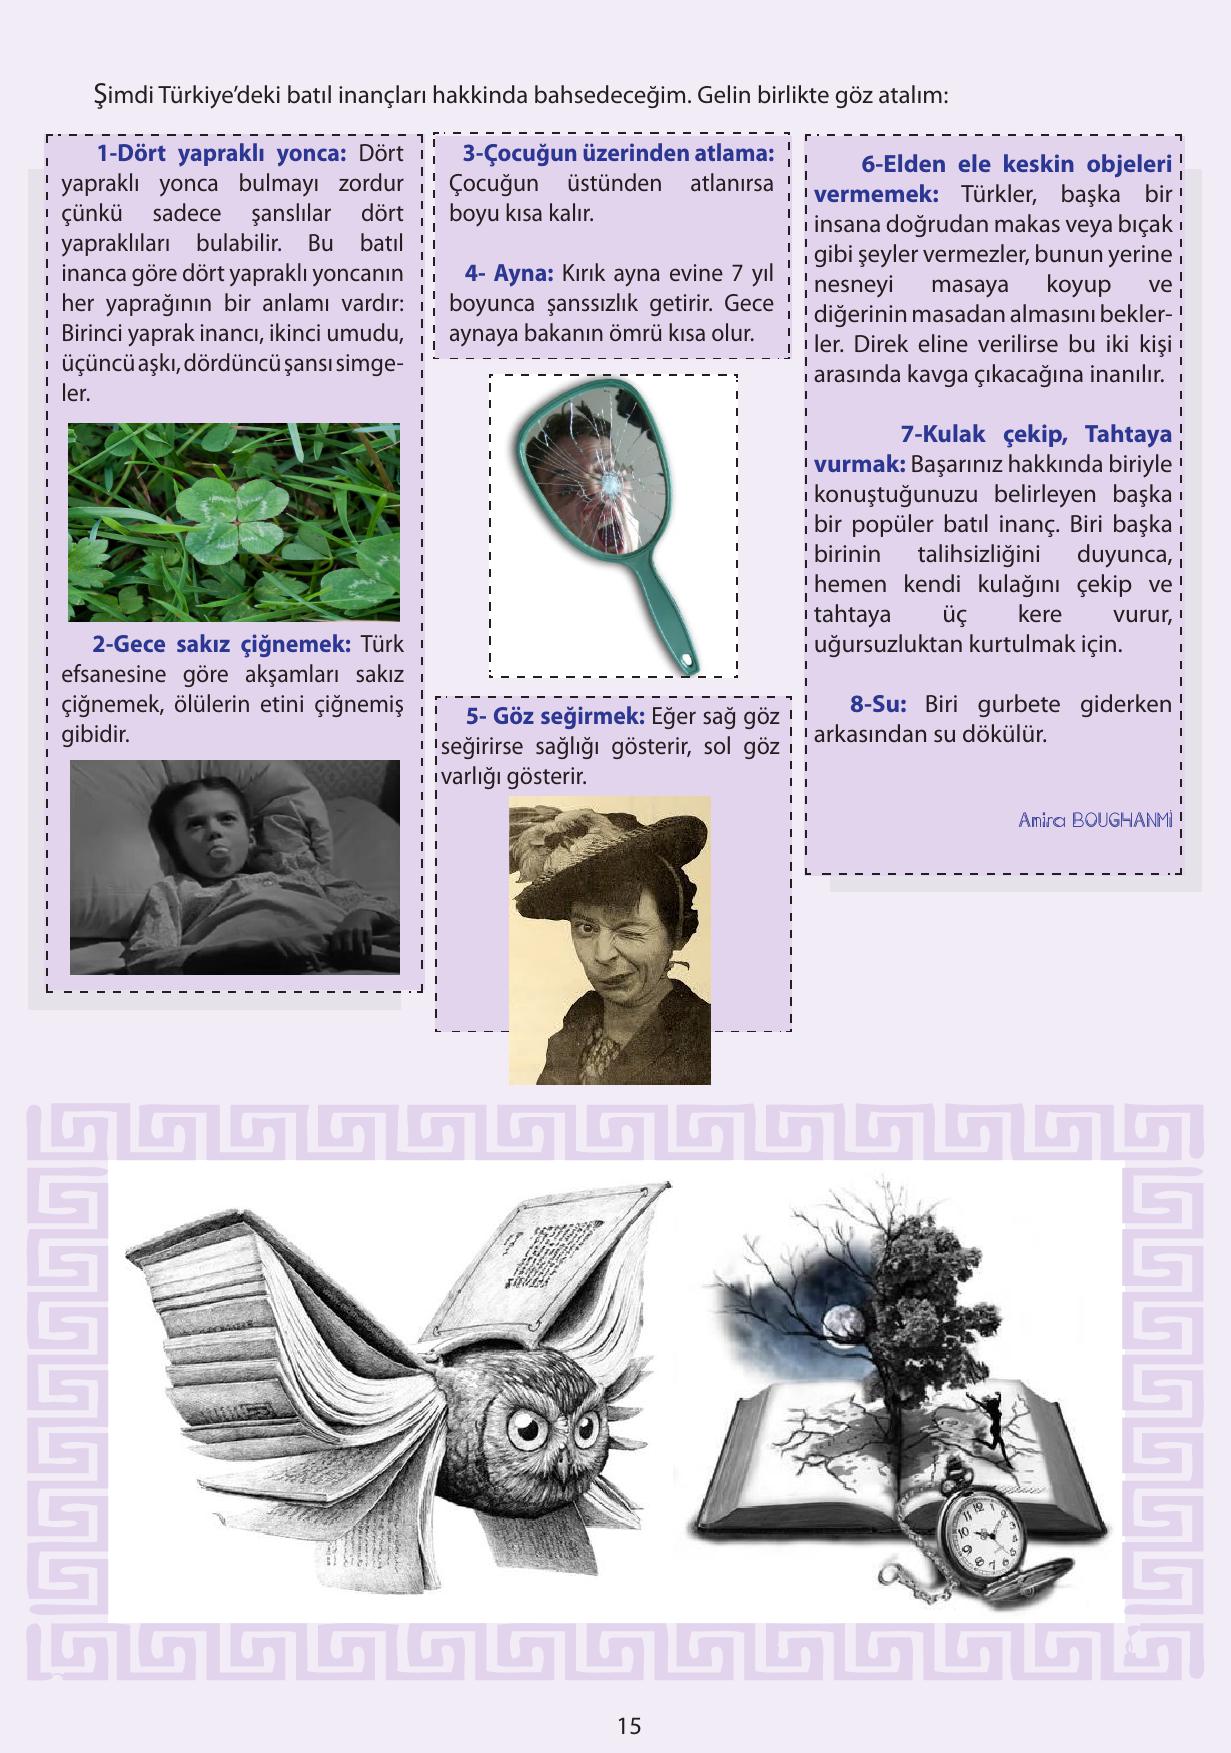 Şimdi Türkiye’deki batıl inançları hakkinda bahsedeceğim. Gelin birlikte göz atalım:
1-Dört yapraklı yonca: Dört
yapraklı yonca bulmayı zordur
çünkü sadece şanslılar dört
yapraklıları bulabilir. Bu batıl
inanca göre dört yapraklı yoncanın
her yaprağının bir anlamı vardır:
Birinci yaprak inancı, ikinci umudu,
üçüncü aşkı, dördüncü şansı simge-
ler.
2-Gece sakız çiğnemek: Türk
efsanesine göre akşamları sakız
çiğnemek, ölülerin etini çiğnemiş
gibidir.
3-Çocuğun üzerinden atlama:
Çocuğun üstünden atlanırsa
boyu kısa kalır.
4- Ayna: Kırık ayna evine 7 yıl
boyunca şanssızlık getirir. Gece
aynaya bakanın ömrü kısa olur.
5- Göz seğirmek: Eğer sağ göz
seğirirse sağlığı gösterir, sol göz
varlığı gösterir.
6-Elden ele keskin objeleri
vermemek: Türkler, başka bir
insana doğrudan makas veya bıçak
gibi şeyler vermezler, bunun yerine
nesneyi masaya koyup ve
diğerinin masadan almasını bekler-
ler. Direk eline verilirse bu iki kişi
arasında kavga çıkacağına inanılır.
7-Kulak çekip, Tahtaya
vurmak: Başarınız hakkında biriyle
konuştuğunuzu belirleyen başka
bir popüler batıl inanç. Biri başka
birinin talihsizliğini duyunca,
hemen kendi kulağını çekip ve
tahtaya üç kere vurur,
uğursuzluktan kurtulmak için.
8-Su: Biri gurbete giderken
arkasından su dökülür.
Amira BOUGHANMİ
15